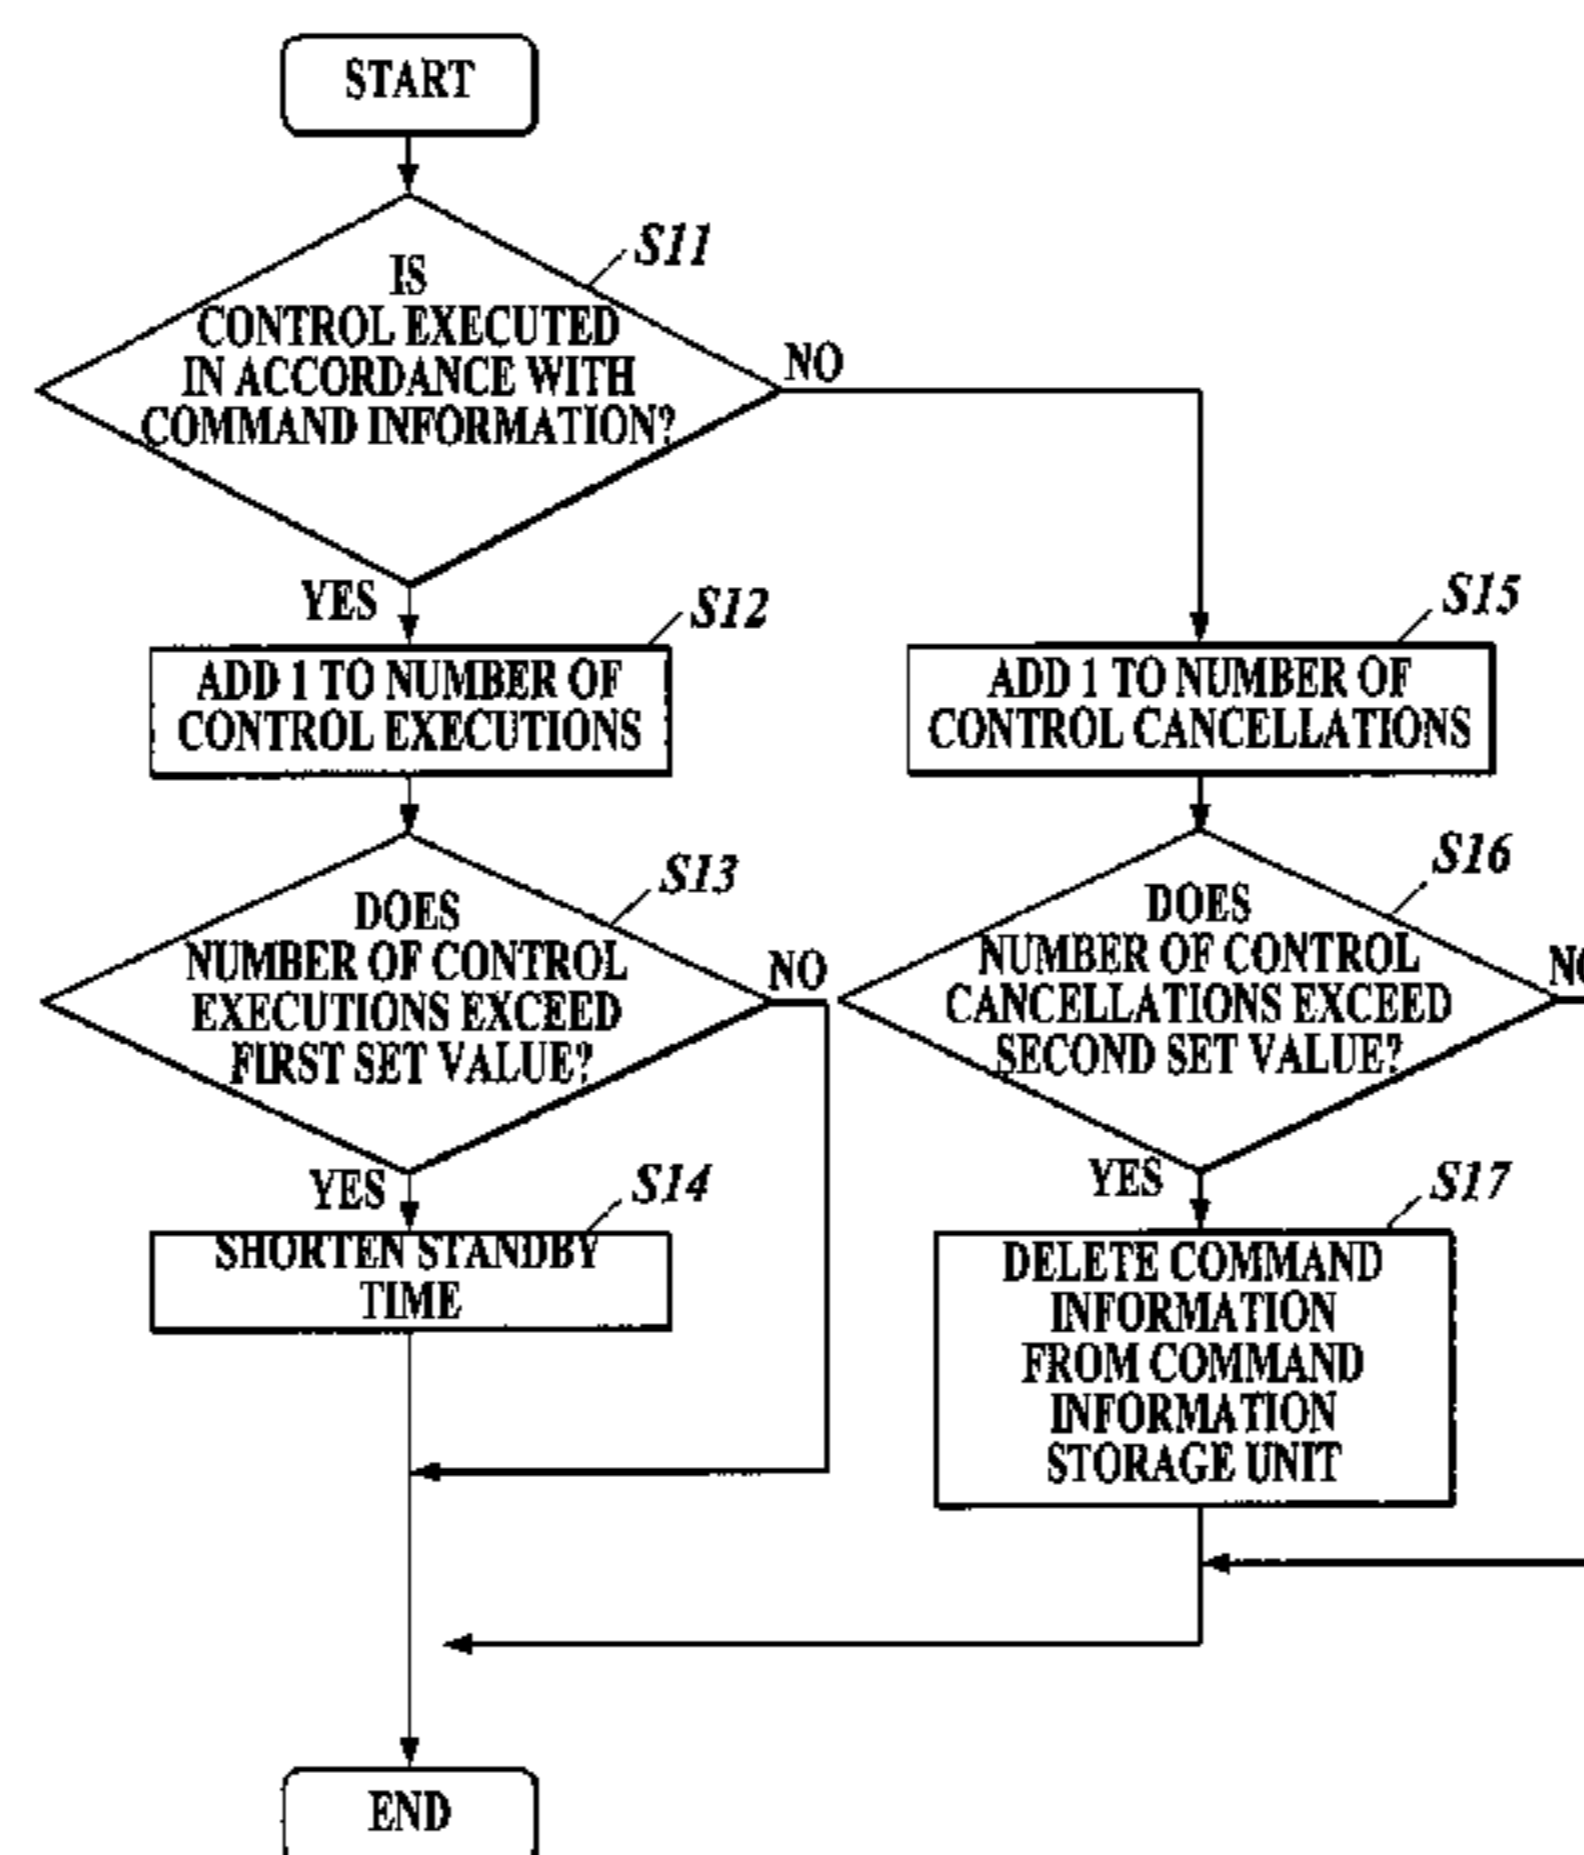 START
S11
IS
CONTROL EXECUTED
IN ACCORDANCE WITH
COMMAND INFORMATION?
NO
YES
S12
ADD 1 TO NUMBER OF
CONTROL EXECUTIONS
S13
DOES
NUMBER OF CONTROL
EXECUTIONS EXCEED
FIRST SET VALUE?
NO
YES
S14
SHORTEN STANDBY
TIME
S15
ADD 1 TO NUMBER OF
CONTROL CANCELLATIONS
S16
DOES
NUMBER OF CONTROL
CANCELLATIONS EXCEED
SECOND SET VALUE?
NO
YES
S17
DELETE COMMAND
INFORMATION
FROM COMMAND
INFORMATION
STORAGE UNIT
END